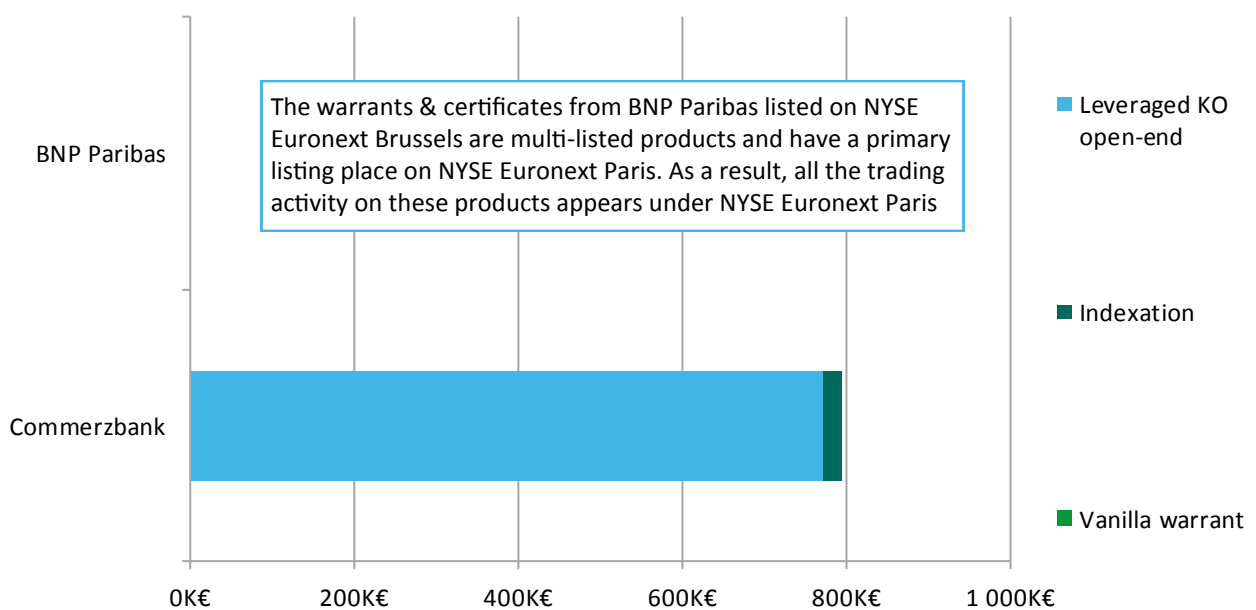 BNP Paribas
The warrants & certificates from BNP Paribas listed on NYSE
Euronext Brussels are multi-listed products and have a primary
listing place on NYSE Euronext Paris. As a result, all the trading
activity on these products appears under NYSE Euronext Paris
Leveraged KO
open-end
Indexation
Commerzbank
Vanilla warrant
0K€ 200K€ 400K€ 600K€ 800K€ 1 000K€